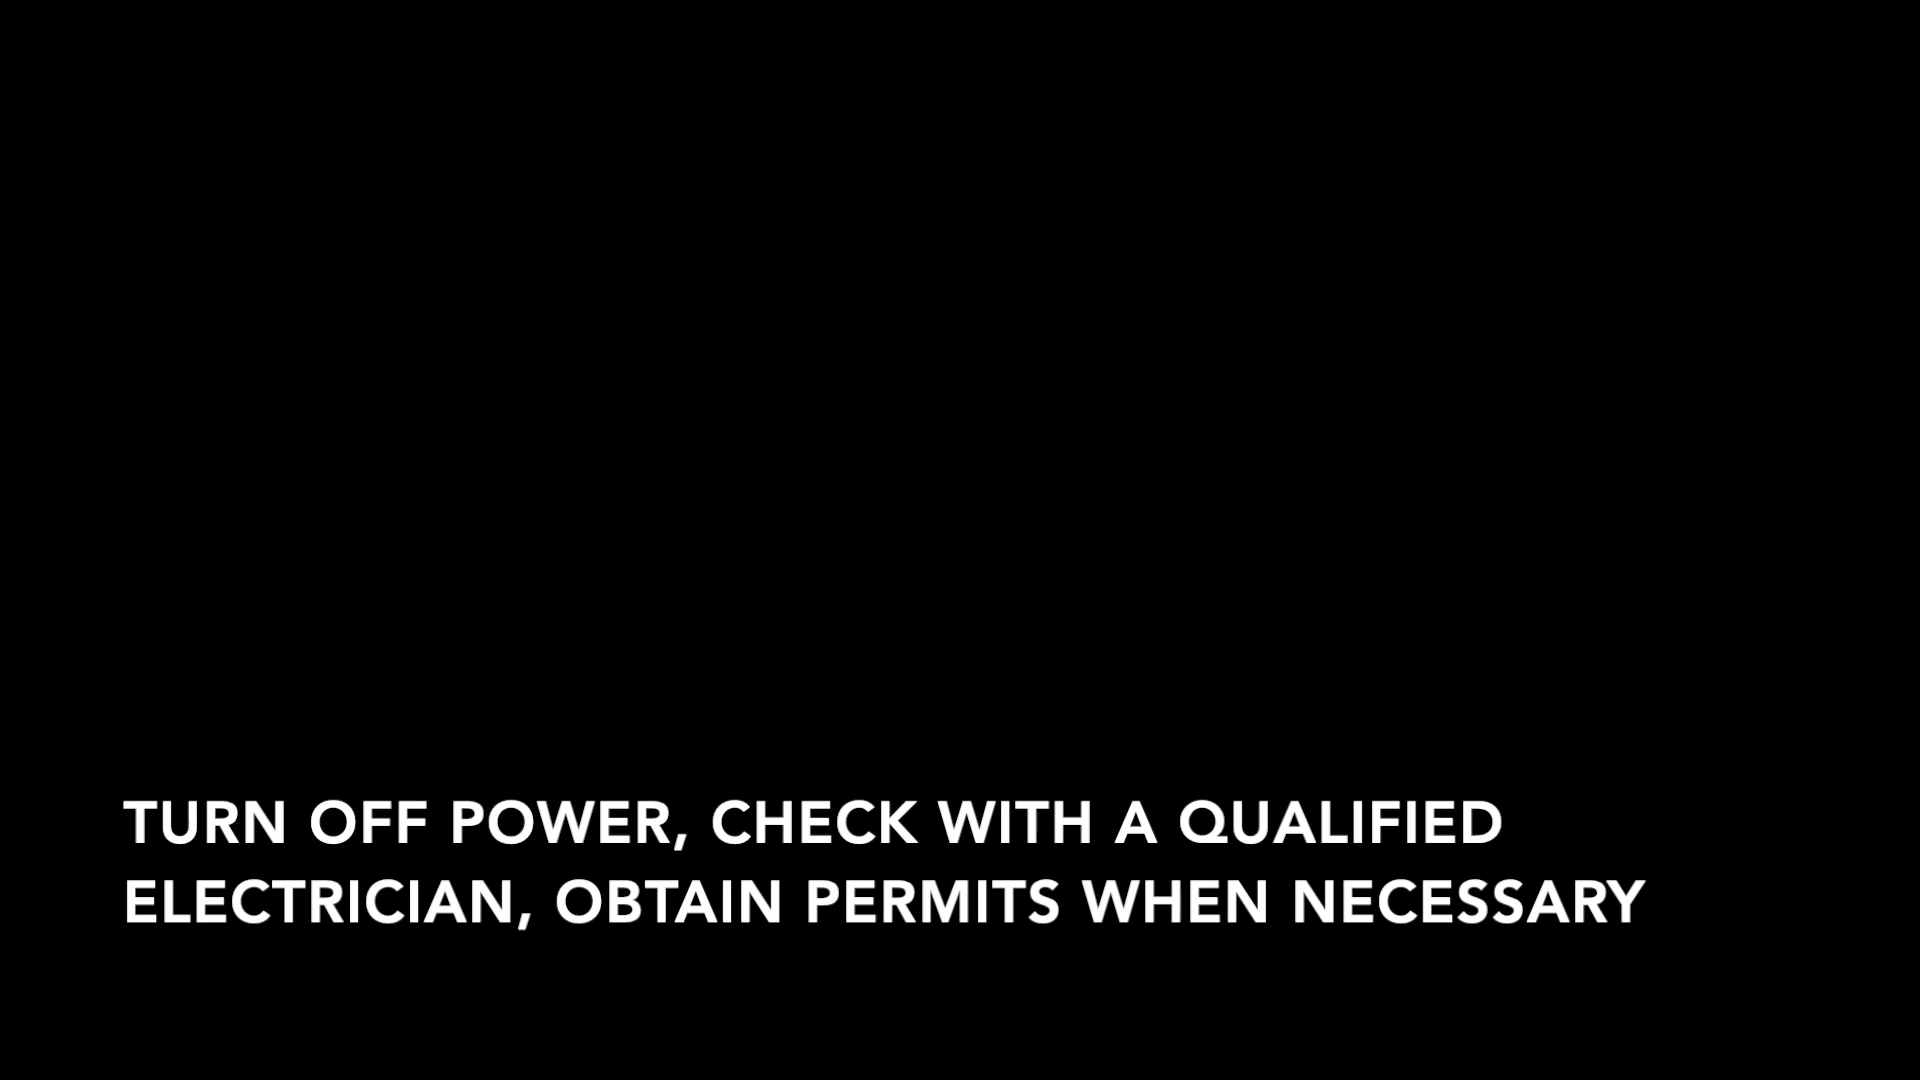 TURN OFF POWER, CHECK WITH A QUALIFIED
ELECTRICIAN, OBTAIN PERMITS WHEN NECESSARY